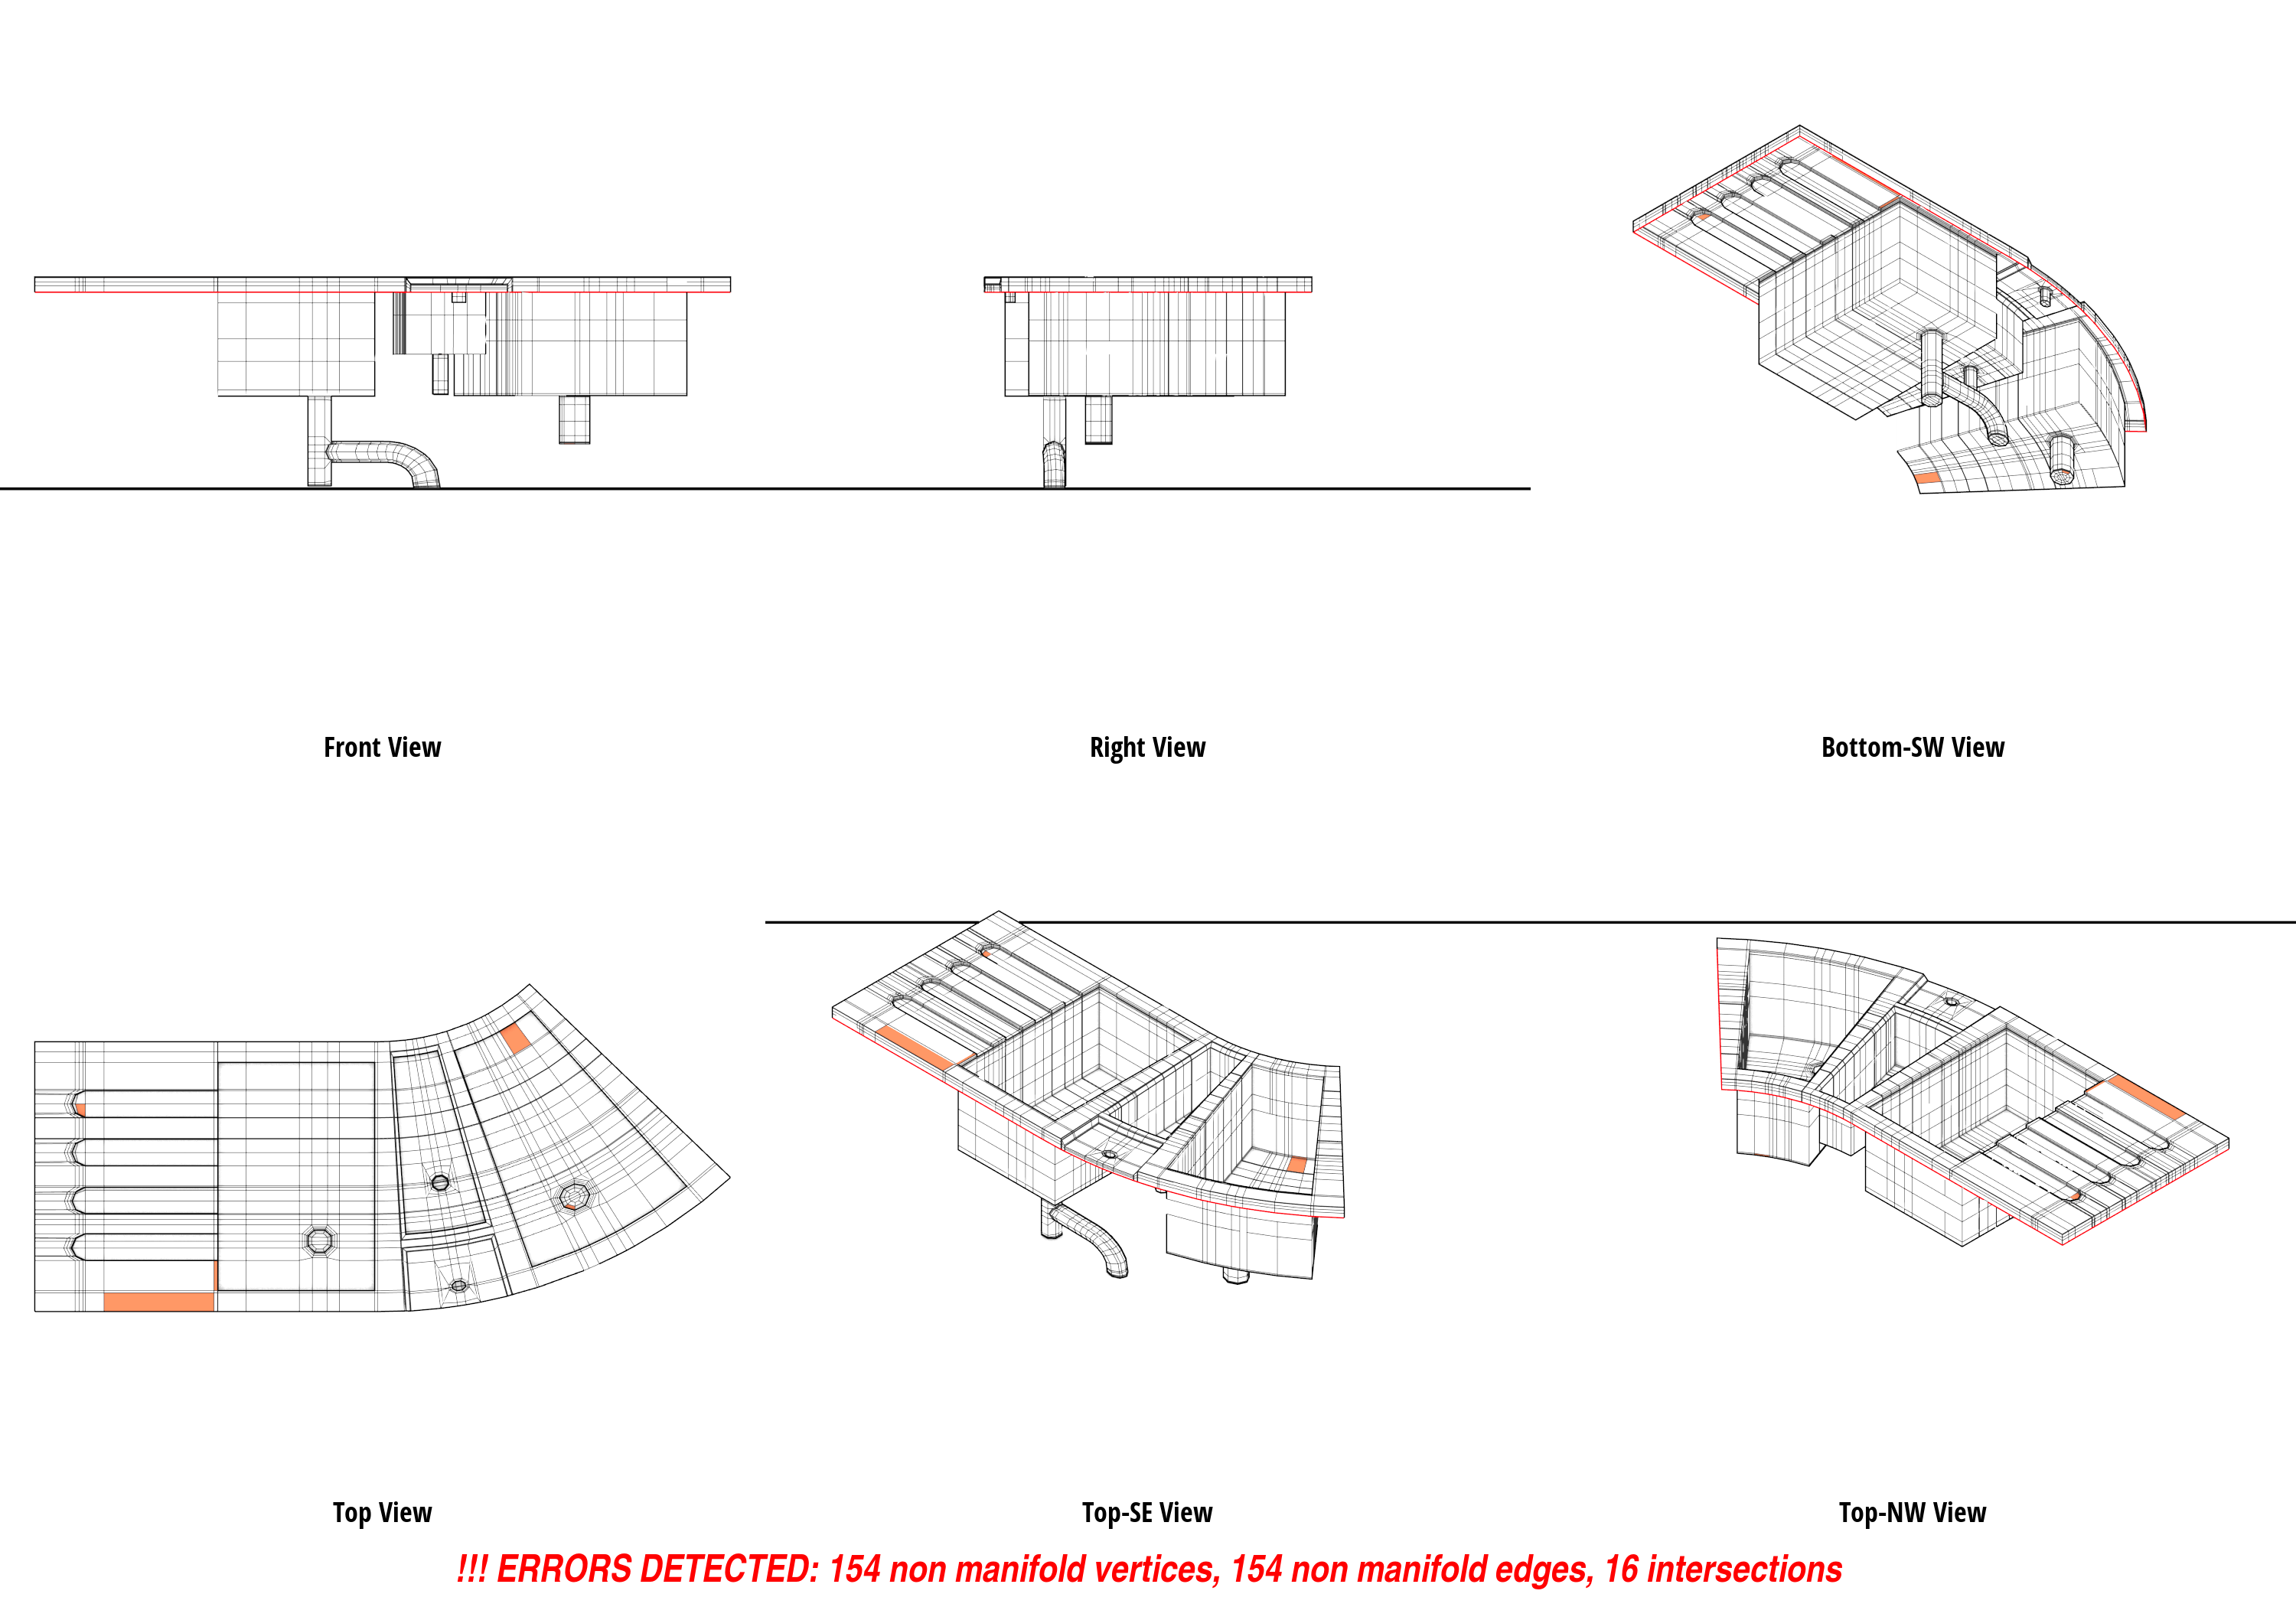 Front View
Right View
Bottom-SW View
Top View
Top-SE View
Top-NW View
!!! ERRORS DETECTED: 154 non manifold vertices, 154 non manifold edges, 16 intersections